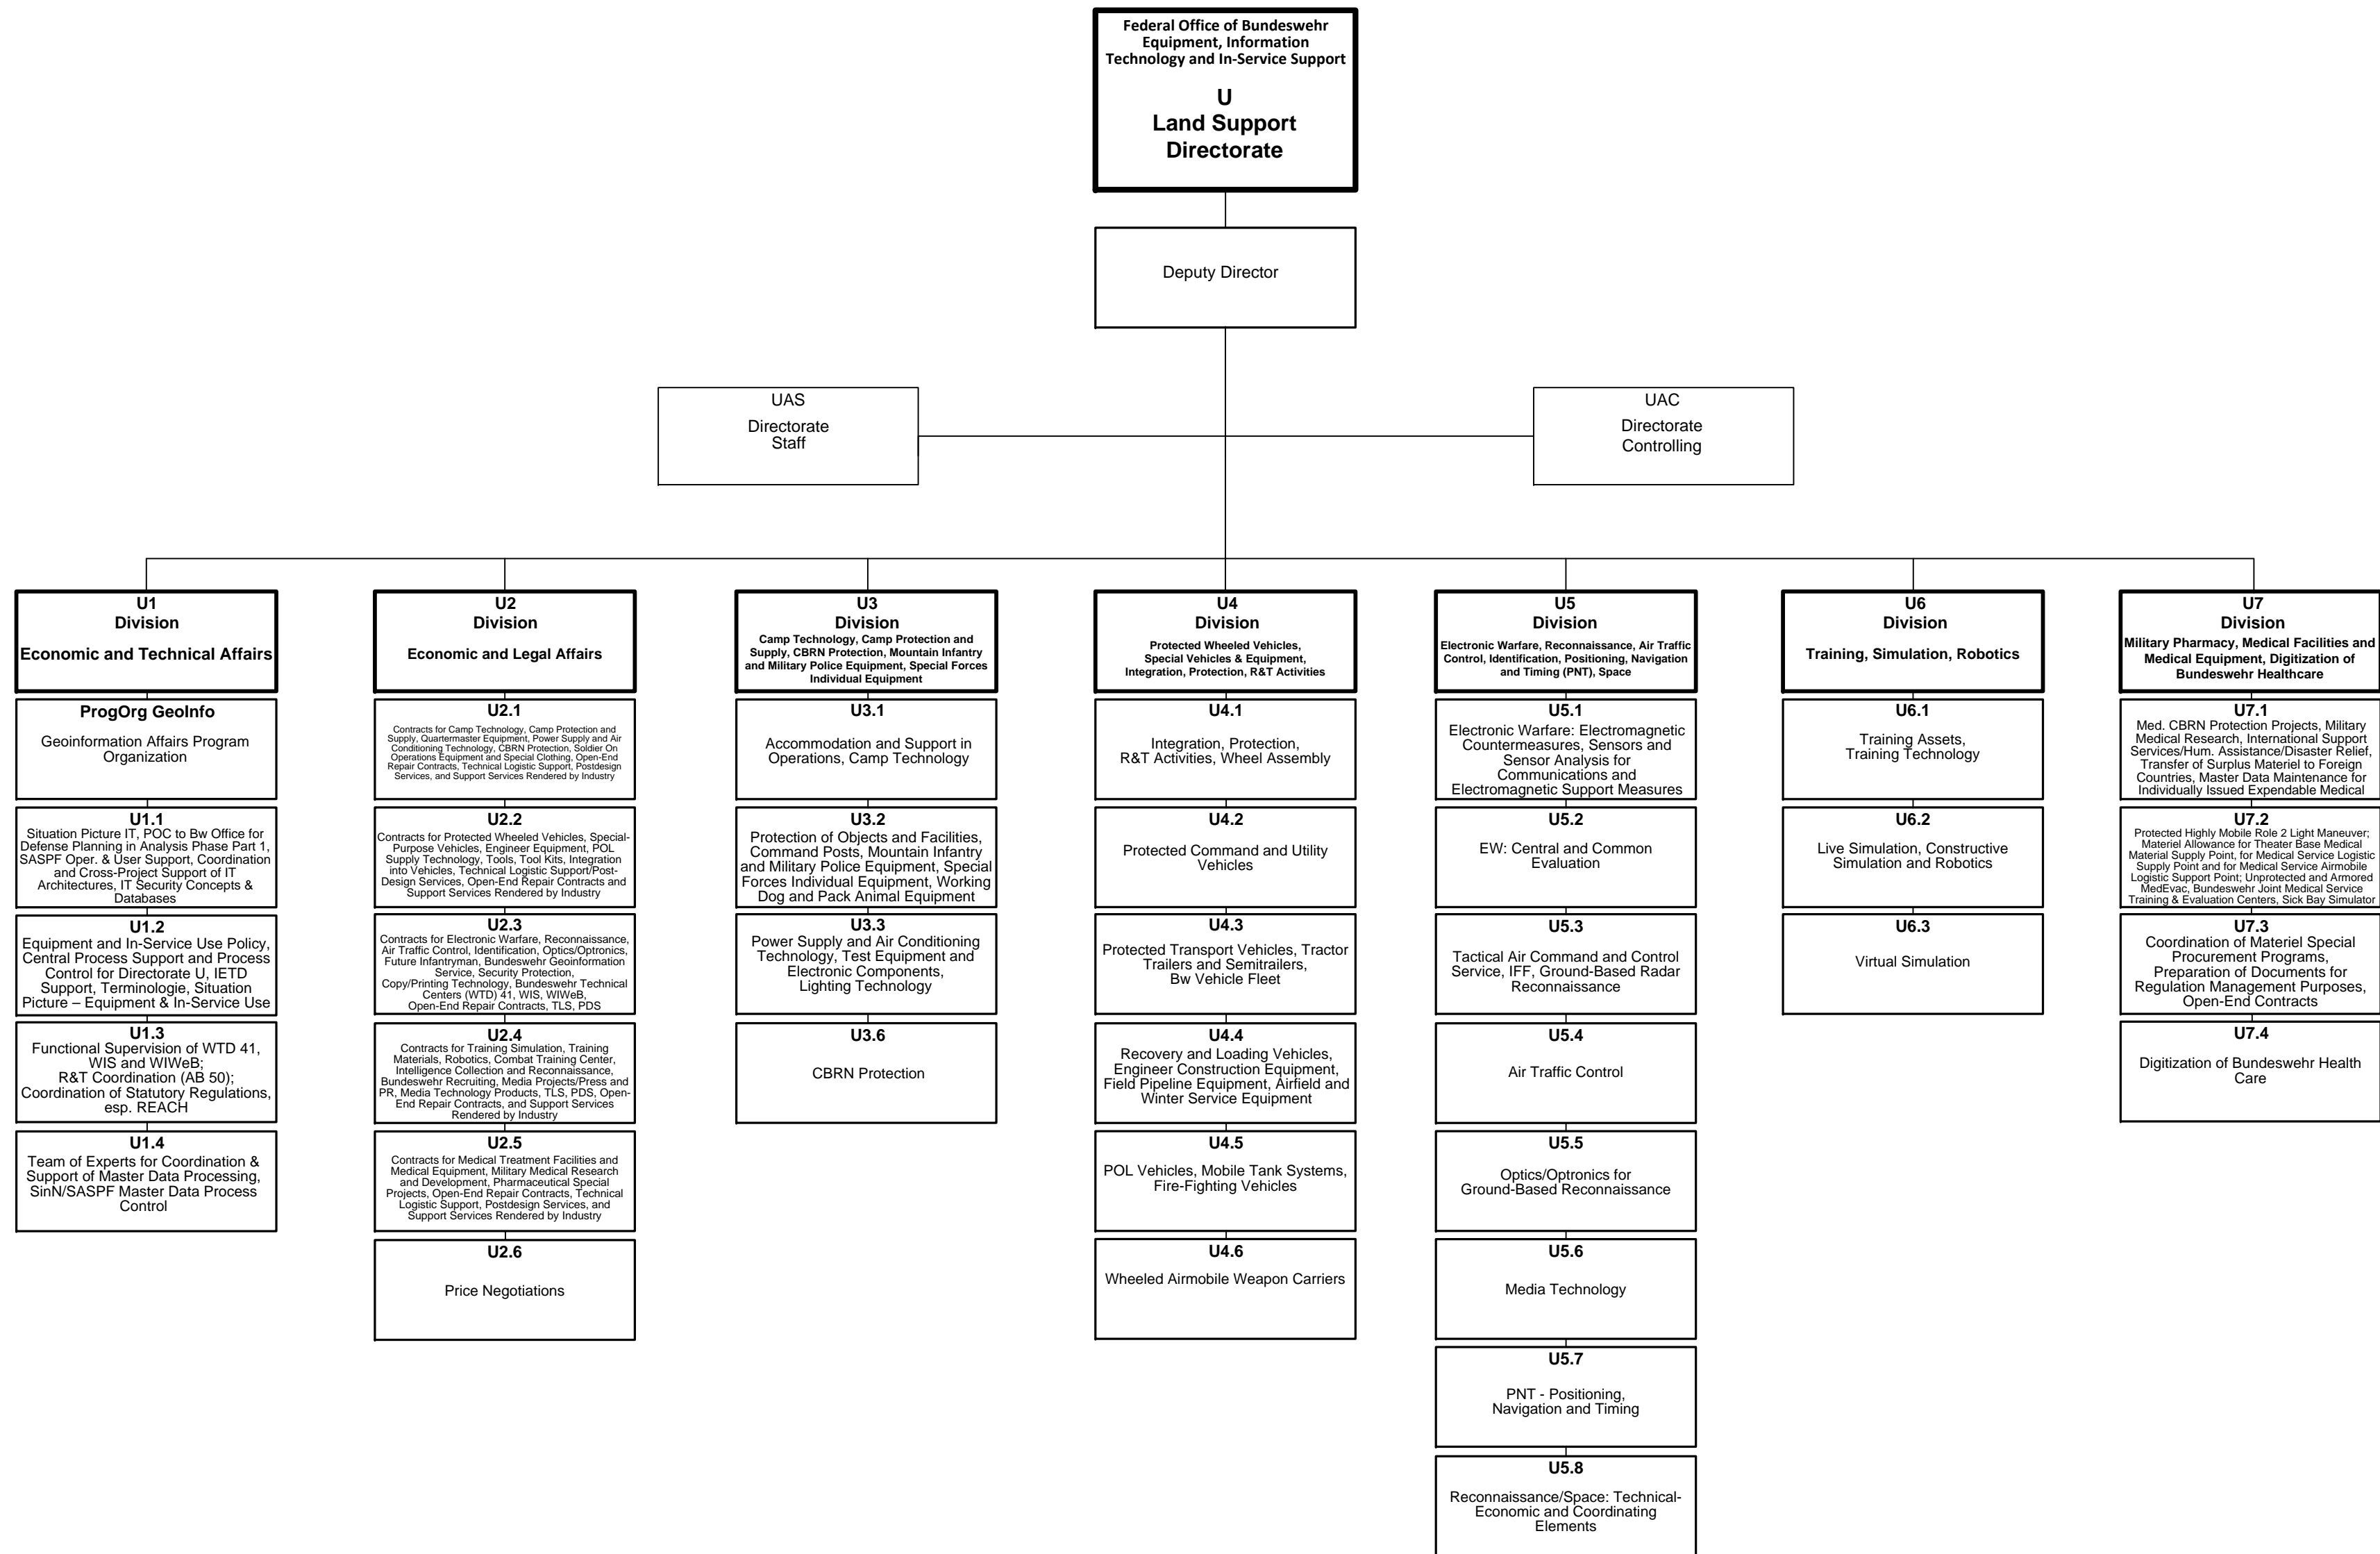 Federal Office of Bundeswehr
Equipment, Information
Technology and In-Service Support
U
Land Support
Directorate
Deputy Director
UAS
Directorate
Staff
UAC
Directorate
Controlling
U1
Division
Economic and Technical Affairs
ProgOrg GeoInfo
Geoinformation Affairs Program
Organization
U1.1
Situation Picture IT, POC to Bw Office for
Defense Planning in Analysis Phase Part 1,
SASPF Oper. & User Support, Coordination
and Cross-Project Support of IT
Architectures, IT Security Concepts &
Databases
U1.2
Equipment and In-Service Use Policy,
Central Process Support and Process
Control for Directorate U, IETD
Support, Terminologie, Situation
Picture – Equipment & In-Service Use
U1.3
Functional Supervision of WTD 41,
WIS and WIWeB;
R&T Coordination (AB 50);
Coordination of Statutory Regulations,
esp. REACH
U1.4
Team of Experts for Coordination &
Support of Master Data Processing,
SinN/SASPF Master Data Process
Control
U2
Division
Economic and Legal Affairs
U2.1
Contracts for Camp Technology, Camp Protection and
Supply, Quartermaster Equipment, Power Supply and Air
Conditioning Technology, CBRN Protection, Soldier On
Operations Equipment and Special Clothing, Open-End
Repair Contracts, Technical Logistic Support, Postdesign
Services, and Support Services Rendered by Industry
U2.2
Contracts for Protected Wheeled Vehicles, Special-
Purpose Vehicles, Engineer Equipment, POL
Supply Technology, Tools, Tool Kits, Integration
into Vehicles, Technical Logistic Support/Post-
Design Services, Open-End Repair Contracts and
Support Services Rendered by Industry
U2.3
Contracts for Electronic Warfare, Reconnaissance,
Air Traffic Control, Identification, Optics/Optronics,
Future Infantryman, Bundeswehr Geoinformation
Service, Security Protection,
Copy/Printing Technology, Bundeswehr Technical
Centers (WTD) 41, WIS, WIWeB,
Open-End Repair Contracts, TLS, PDS
U2.4
Contracts for Training Simulation, Training
Materials, Robotics, Combat Training Center,
Intelligence Collection and Reconnaissance,
Bundeswehr Recruiting, Media Projects/Press and
PR, Media Technology Products, TLS, PDS, Open-
End Repair Contracts, and Support Services
Rendered by Industry
U2.5
Contracts for Medical Treatment Facilities and
Medical Equipment, Military Medical Research
and Development, Pharmaceutical Special
Projects, Open-End Repair Contracts, Technical
Logistic Support, Postdesign Services, and
Support Services Rendered by Industry
U2.6
Price Negotiations
U3
Division
Camp Technology, Camp Protection and
Supply, CBRN Protection, Mountain Infantry
and Military Police Equipment, Special Forces
Individual Equipment
U3.1
Accommodation and Support in
Operations, Camp Technology
U3.2
Protection of Objects and Facilities,
Command Posts, Mountain Infantry
and Military Police Equipment, Special
Forces Individual Equipment, Working
Dog and Pack Animal Equipment
U3.3
Power Supply and Air Conditioning
Technology, Test Equipment and
Electronic Components,
Lighting Technology
U3.6
CBRN Protection
U4
Division
Protected Wheeled Vehicles,
Special Vehicles & Equipment,
Integration, Protection, R&T Activities
U4.1
Integration, Protection,
R&T Activities, Wheel Assembly
U4.2
Protected Command and Utility
Vehicles
U4.3
Protected Transport Vehicles, Tractor
Trailers and Semitrailers,
Bw Vehicle Fleet
U4.4
Recovery and Loading Vehicles,
Engineer Construction Equipment,
Field Pipeline Equipment, Airfield and
Winter Service Equipment
U4.5
POL Vehicles, Mobile Tank Systems,
Fire-Fighting Vehicles
U4.6
Wheeled Airmobile Weapon Carriers
U5
Division
Electronic Warfare, Reconnaissance, Air Traffic
Control, Identification, Positioning, Navigation
and Timing (PNT), Space
U5.1
Electronic Warfare: Electromagnetic
Countermeasures, Sensors and
Sensor Analysis for
Communications and
Electromagnetic Support Measures
U5.2
EW: Central and Common
Evaluation
U5.3
Tactical Air Command and Control
Service, IFF, Ground-Based Radar
Reconnaissance
U5.4
Air Traffic Control
U5.5
Optics/Optronics for
Ground-Based Reconnaissance
U5.6
Media Technology
U5.7
PNT - Positioning,
Navigation and Timing
U5.8
Reconnaissance/Space: Technical-
Economic and Coordinating
Elements
U6
Division
Training, Simulation, Robotics
U6.1
Training Assets,
Training Technology
U6.2
Live Simulation, Constructive
Simulation and Robotics
U6.3
Virtual Simulation
U7
Division
Military Pharmacy, Medical Facilities and
Medical Equipment, Digitization of
Bundeswehr Healthcare
U7.1
Med. CBRN Protection Projects, Military
Medical Research, International Support
Services/Hum. Assistance/Disaster Relief,
Transfer of Surplus Materiel to Foreign
Countries, Master Data Maintenance for
Individually Issued Expendable Medical
U7.2
Protected Highly Mobile Role 2 Light Maneuver;
Materiel Allowance for Theater Base Medical
Material Supply Point, for Medical Service Logistic
Supply Point and for Medical Service Airmobile
Logistic Support Point; Unprotected and Armored
MedEvac, Bundeswehr Joint Medical Service
Training & Evaluation Centers, Sick Bay Simulator
U7.3
Coordination of Materiel Special
Procurement Programs,
Preparation of Documents for
Regulation Management Purposes,
Open-End Contracts
U7.4
Digitization of Bundeswehr Health
Care